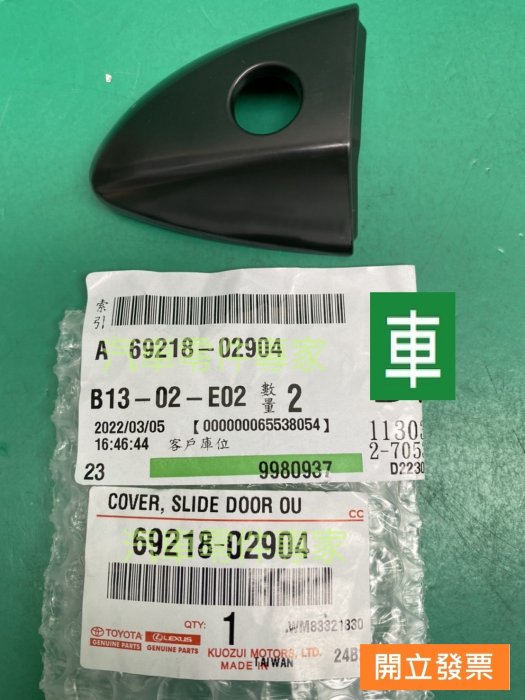 索引
A 69218-02904
車
B13-02-E02 數量 2
2022/03/05 【000000065538054】
16:46:44 客戶庫位
1130
2-705
23 9980937 D2230
COVER, SLIDE DOOR OU
CC
69218-02904
QTY: 1 .WM83321330
TOYOTA GENUINE PARTS LEXUS GENUINE PARTS
KUOZUI MOTORS, LTD.
MADE IN TAIWAN 24B
開立發票